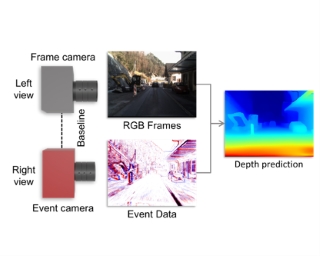 Frame camera
Left
view
RGB Frames
Baseline
Depth prediction
Right
view
Event camera
Event Data